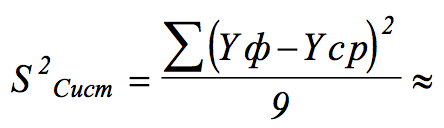 S²Сист = ∑(Yф–Yср)² / 9 ≈